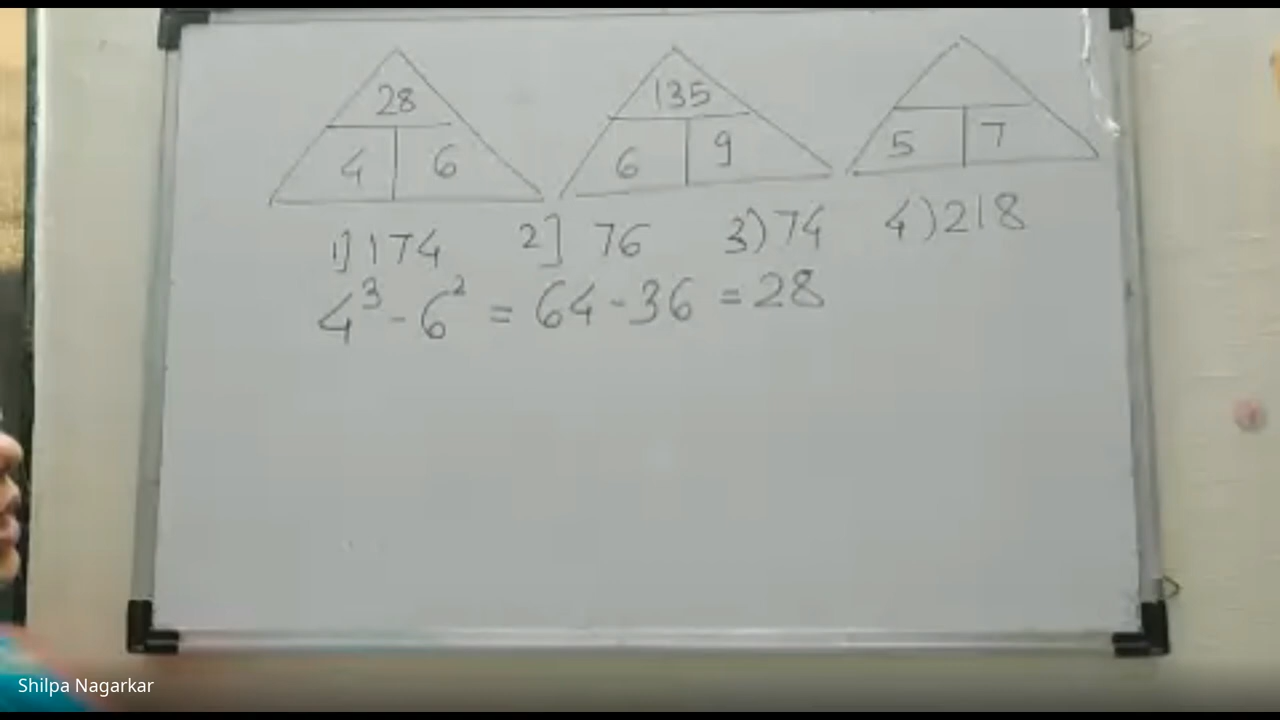 28 135
4 6 6 9 5 7
1] 174 2] 76 3) 74 4) 218
4³ - 6² = 64 - 36 = 28
Shilpa Nagarkar